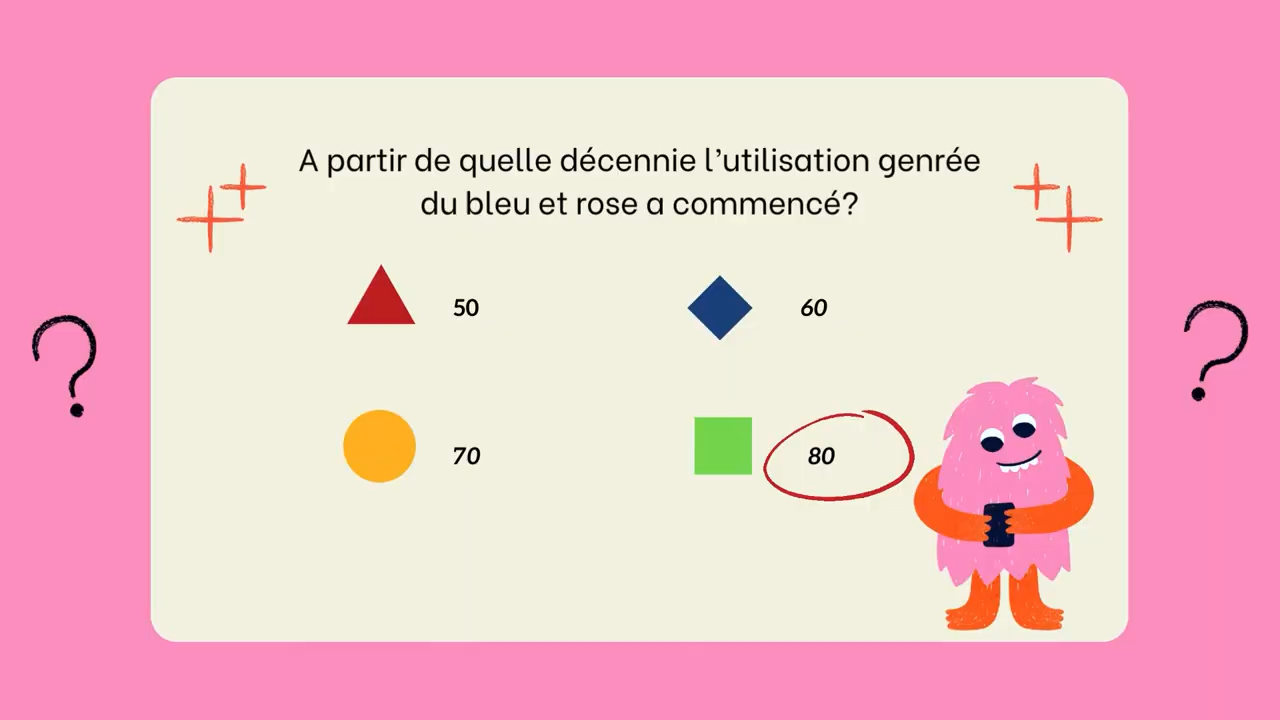 A partir de quelle décennie l’utilisation genrée
du bleu et rose a commencé?
50
60
70
80